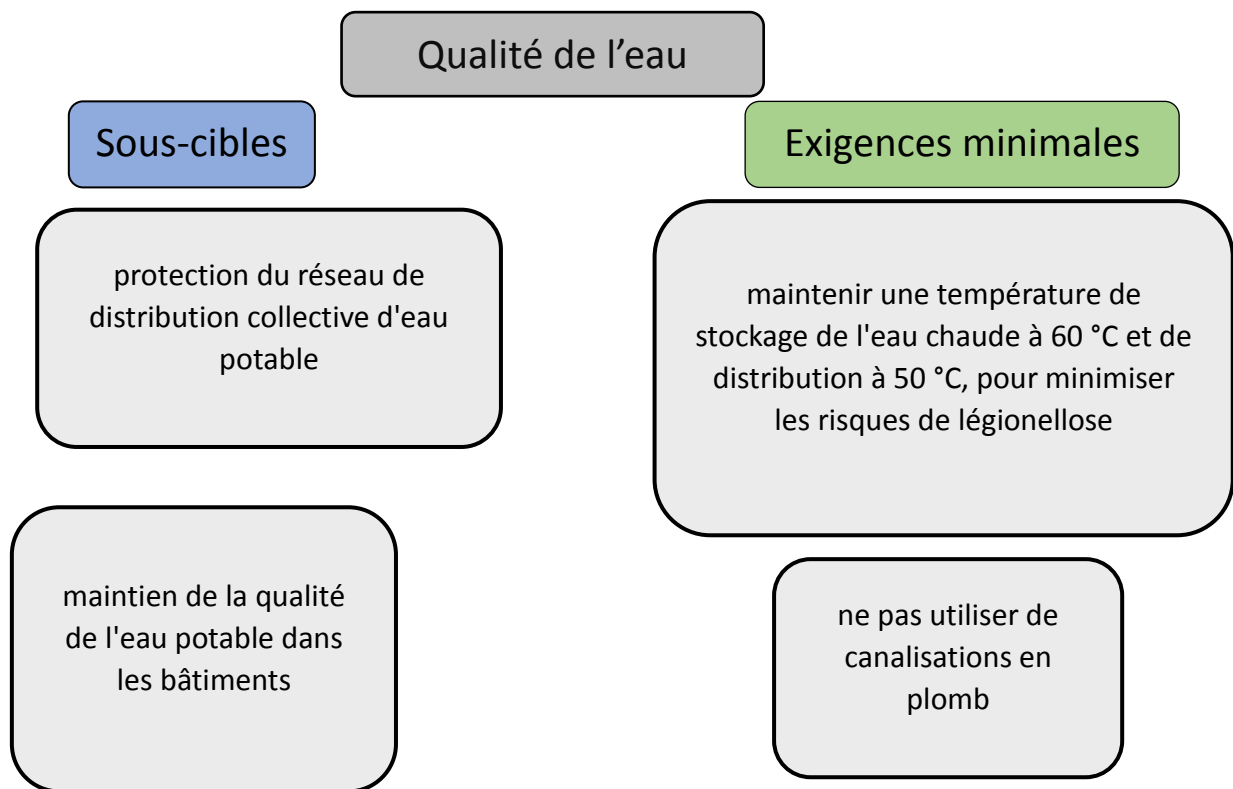 Qualité de l’eau
Sous-cibles
protection du réseau de
distribution collective d'eau
potable
maintien de la qualité
de l'eau potable dans
les bâtiments
Exigences minimales
maintenir une température de
stockage de l'eau chaude à 60 °C et de
distribution à 50 °C, pour minimiser
les risques de légionellose
ne pas utiliser de
canalisations en
plomb